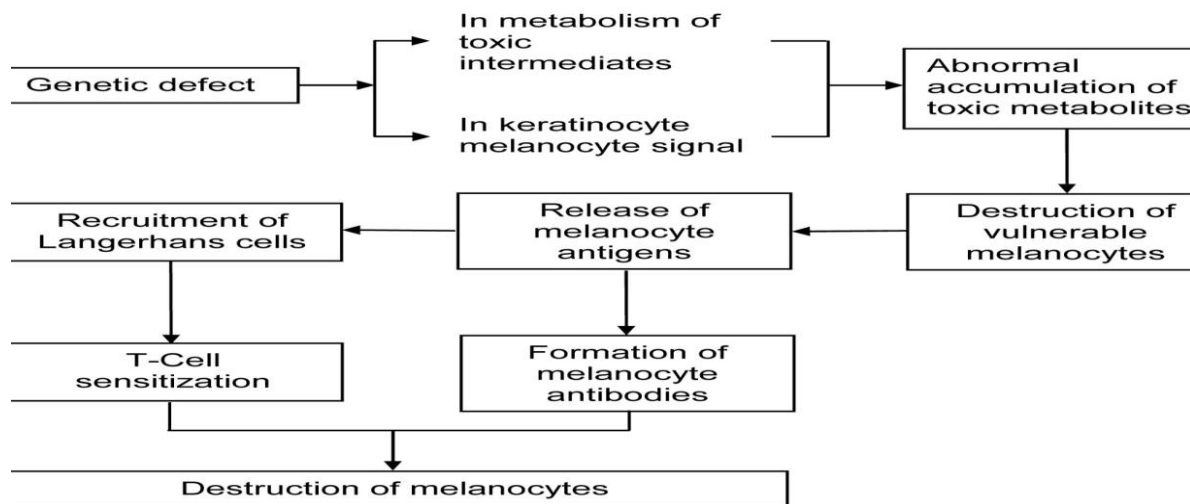 In metabolism of
toxic
intermediates
Genetic defect
In keratinocyte
melanocyte signal
Abnormal
accumulation of
toxic metabolites
Recruitment of
Langerhans cells
Release of
melanocyte
antigens
Destruction of
vulnerable
melanocytes
T-Cell
sensitization
Formation of
melanocyte
antibodies
Destruction of melanocytes